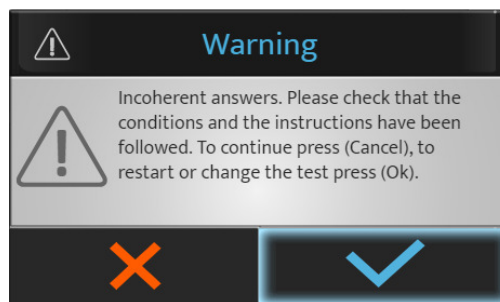 Warning
Incoherent answers. Please check that the
conditions and the instructions have been
followed. To continue press (Cancel), to
restart or change the test press (Ok).